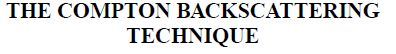 THE COMPTON BACKSCATTERING
TECHNIQUE